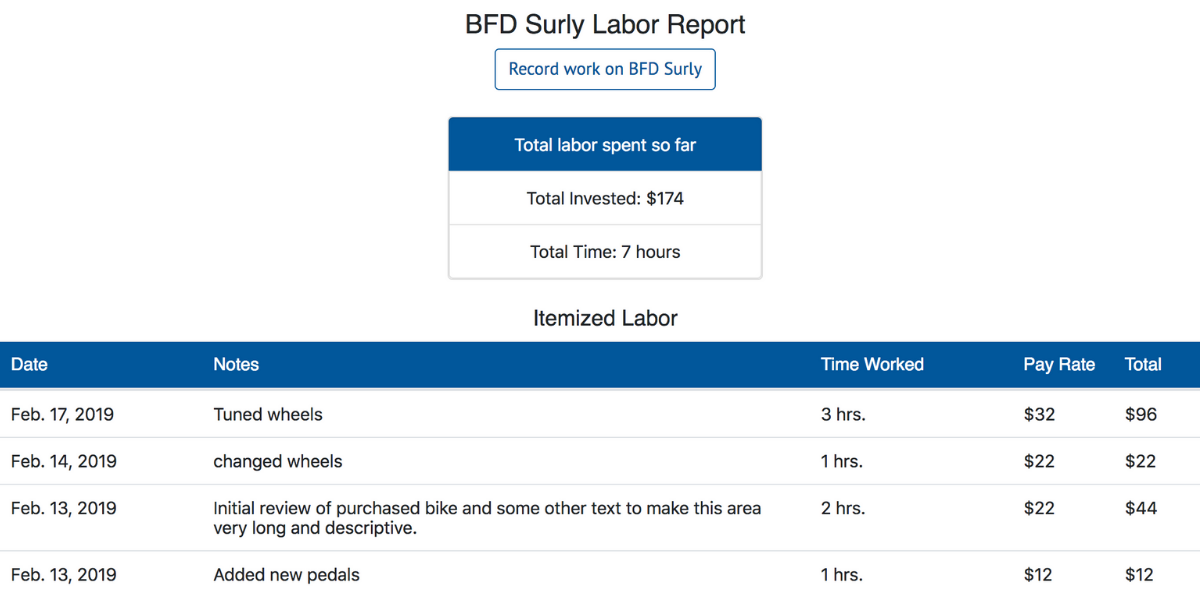 BFD Surly Labor Report
Record work on BFD Surly
Total labor spent so far
Total Invested: $174
Total Time: 7 hours
Itemized Labor
Date Notes Time Worked Pay Rate Total
Feb. 17, 2019 Tuned wheels 3 hrs. $32 $96
Feb. 14, 2019 changed wheels 1 hrs. $22 $22
Feb. 13, 2019 Initial review of purchased bike and some other text to make this area 2 hrs. $22 $44
very long and descriptive.
Feb. 13, 2019 Added new pedals 1 hrs. $12 $12